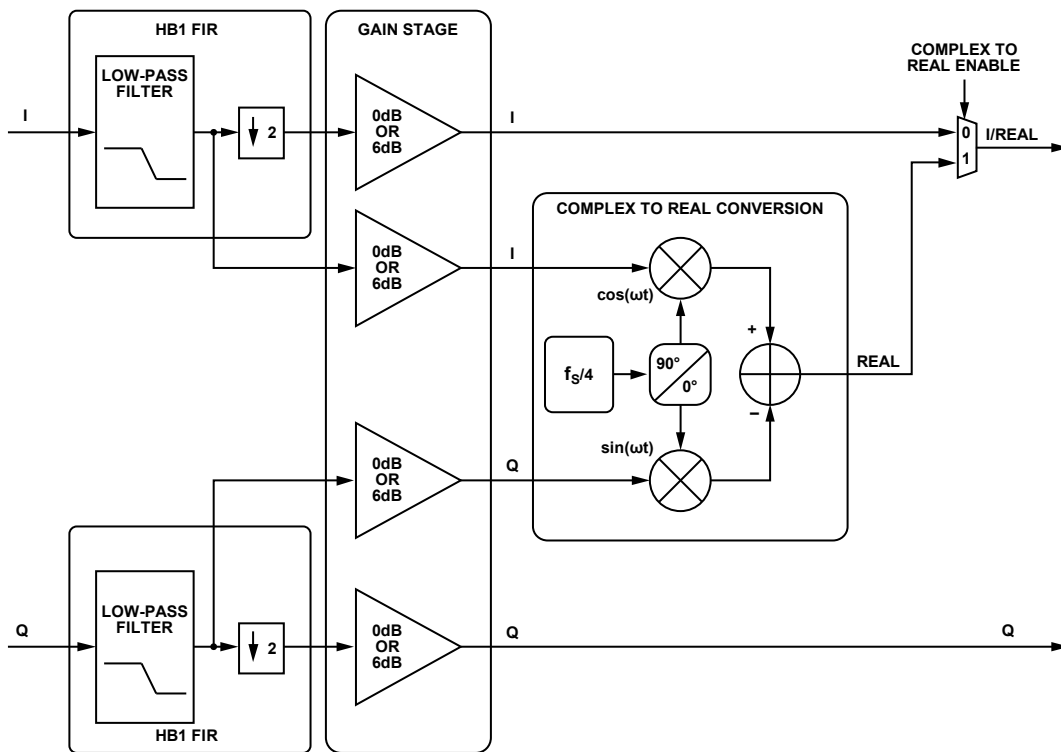 HB1 FIR
GAIN STAGE
LOW-PASS
FILTER
COMPLEX TO
REAL ENABLE
I
2
0dB
OR
6dB
I
0
1
I/REAL
0dB
OR
6dB
I
COMPLEX TO REAL CONVERSION
cos(ωt)
+
fS/4
90°
0°
REAL
–
sin(ωt)
0dB
OR
6dB
Q
LOW-PASS
FILTER
Q
2
0dB
OR
6dB
Q
Q
HB1 FIR